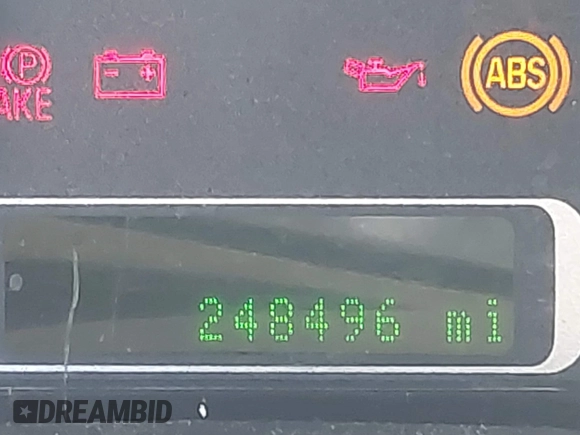 P ABS
AKE
248496 mi
DREAMBID